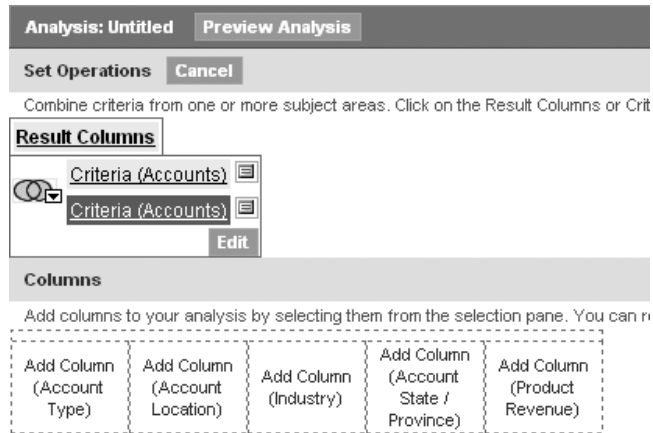 Analysis: Untitled Preview Analysis
Set Operations Cancel
Combine criteria from one or more subject areas. Click on the Result Columns or Crit
Result Columns
Criteria (Accounts)
Criteria (Accounts)
Edit
Columns
Add columns to your analysis by selecting them from the selection pane. You can r
Add Column
(Account
Type)
Add Column
(Account
Location)
Add Column
(Industry)
Add Column
(Account
State /
Province)
Add Column
(Product
Revenue)